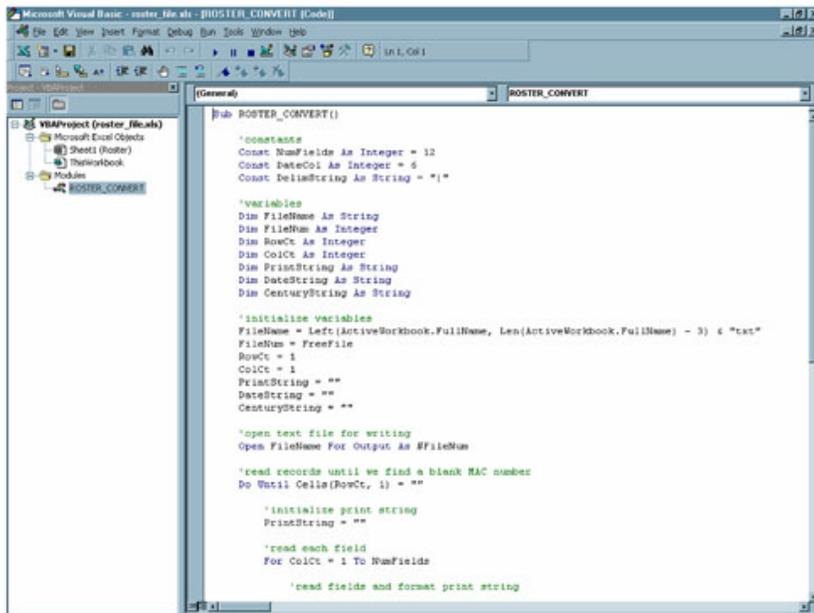 Microsoft Visual Basic - roster_file.xls - [ROSTER_CONVERT (Code)]
File Edit View Insert Format Debug Run Tools Window Help
Ln 1, Col 1
Project - VBAProject
(General)
ROSTER_CONVERT
VBAProject (roster_file.xls)
Microsoft Excel Objects
Sheet1 (Roster)
ThisWorkbook
Modules
ROSTER_CONVERT
Sub ROSTER_CONVERT()
'constants
Const NumFields As Integer = 12
Const DateCol As Integer = 6
Const DelimString As String = "|"
'variables
Dim FileName As String
Dim FileNum As Integer
Dim RowCt As Integer
Dim ColCt As Integer
Dim PrintString As String
Dim DateString As String
Dim CenturyString As String
'initialize variables
FileName = Left(ActiveWorkbook.FullName, Len(ActiveWorkbook.FullName) - 3) & "txt"
FileNum = FreeFile
RowCt = 1
ColCt = 1
PrintString = ""
DateString = ""
CenturyString = ""
'open text file for writing
Open FileName For Output As #FileNum
'read records until we find a blank MAC number
Do Until Cells(RowCt, 1) = ""
'initialize print string
PrintString = ""
'read each field
For ColCt = 1 To NumFields
'read fields and format print string